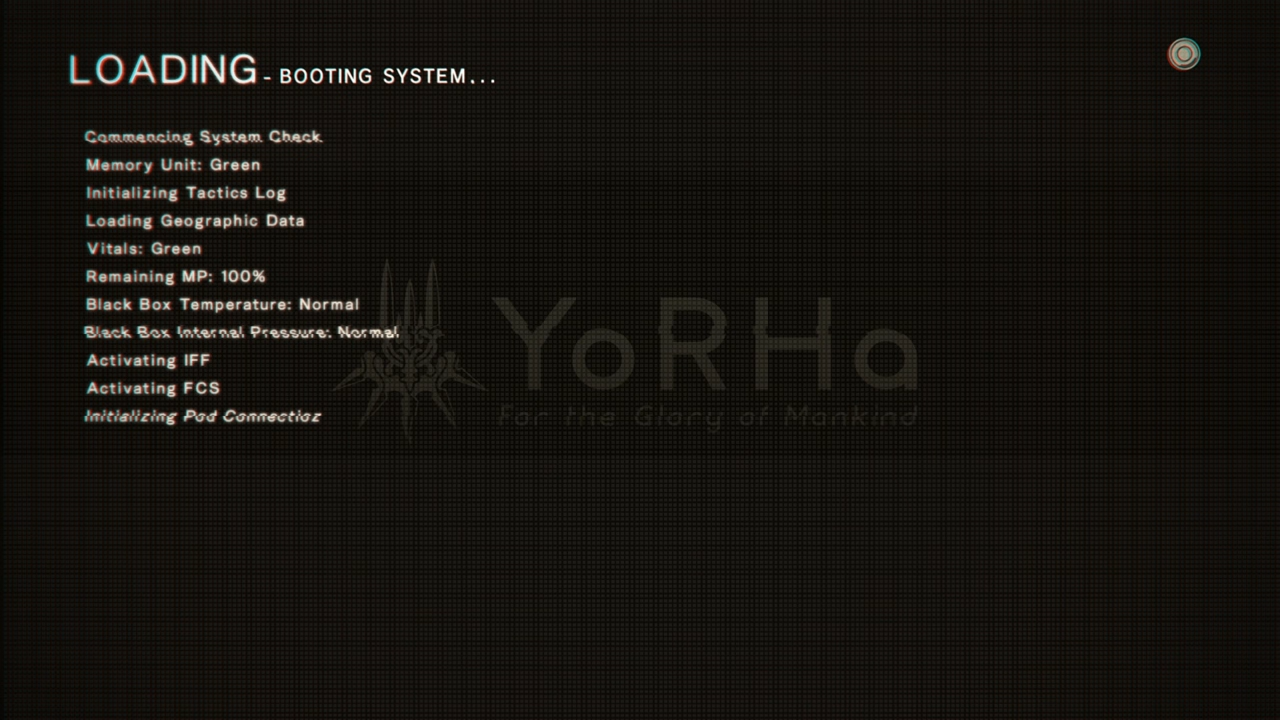 LOADING - BOOTING SYSTEM...
Commencing System Check
Memory Unit: Green
Initializing Tactics Log
Loading Geographic Data
Vitals: Green
Remaining MP: 100%
Black Box Temperature: Normal
Black Box Internal Pressure: Normal
Activating IFF
Activating FCS
Initializing Pod Connectioz
YoRHa
For the Glory of Mankind